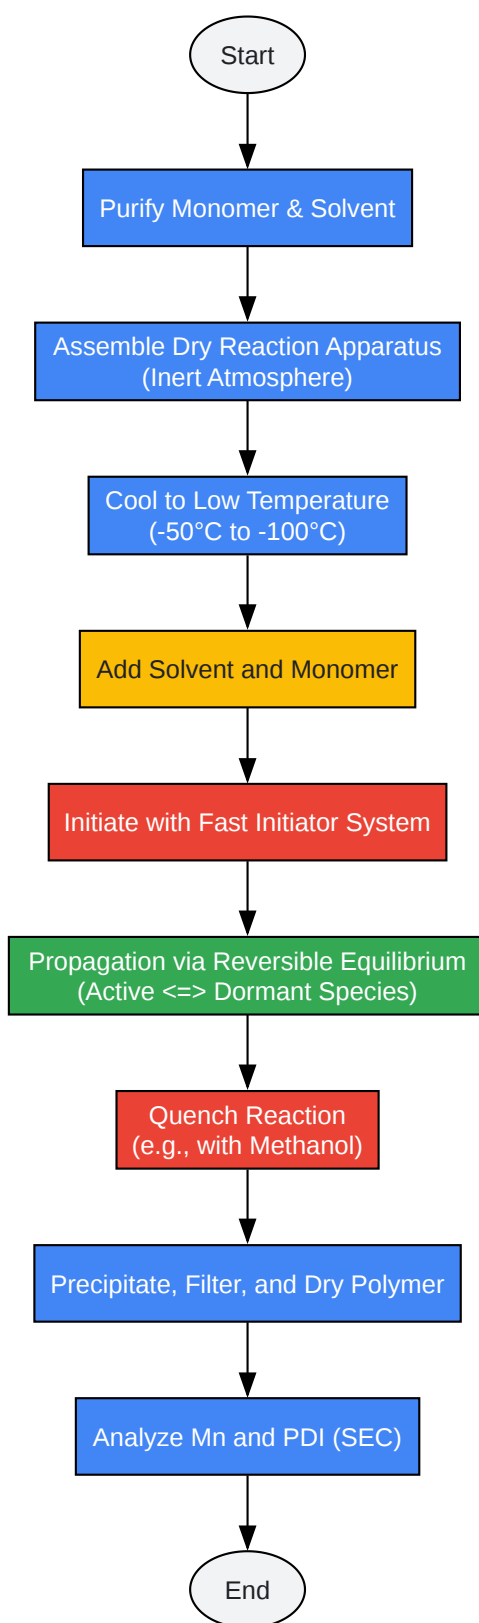 Start
Purify Monomer & Solvent
Assemble Dry Reaction Apparatus
(Inert Atmosphere)
Cool to Low Temperature
(-50°C to -100°C)
Add Solvent and Monomer
Initiate with Fast Initiator System
Propagation via Reversible Equilibrium
(Active <=> Dormant Species)
Quench Reaction
(e.g., with Methanol)
Precipitate, Filter, and Dry Polymer
Analyze Mn and PDI (SEC)
End